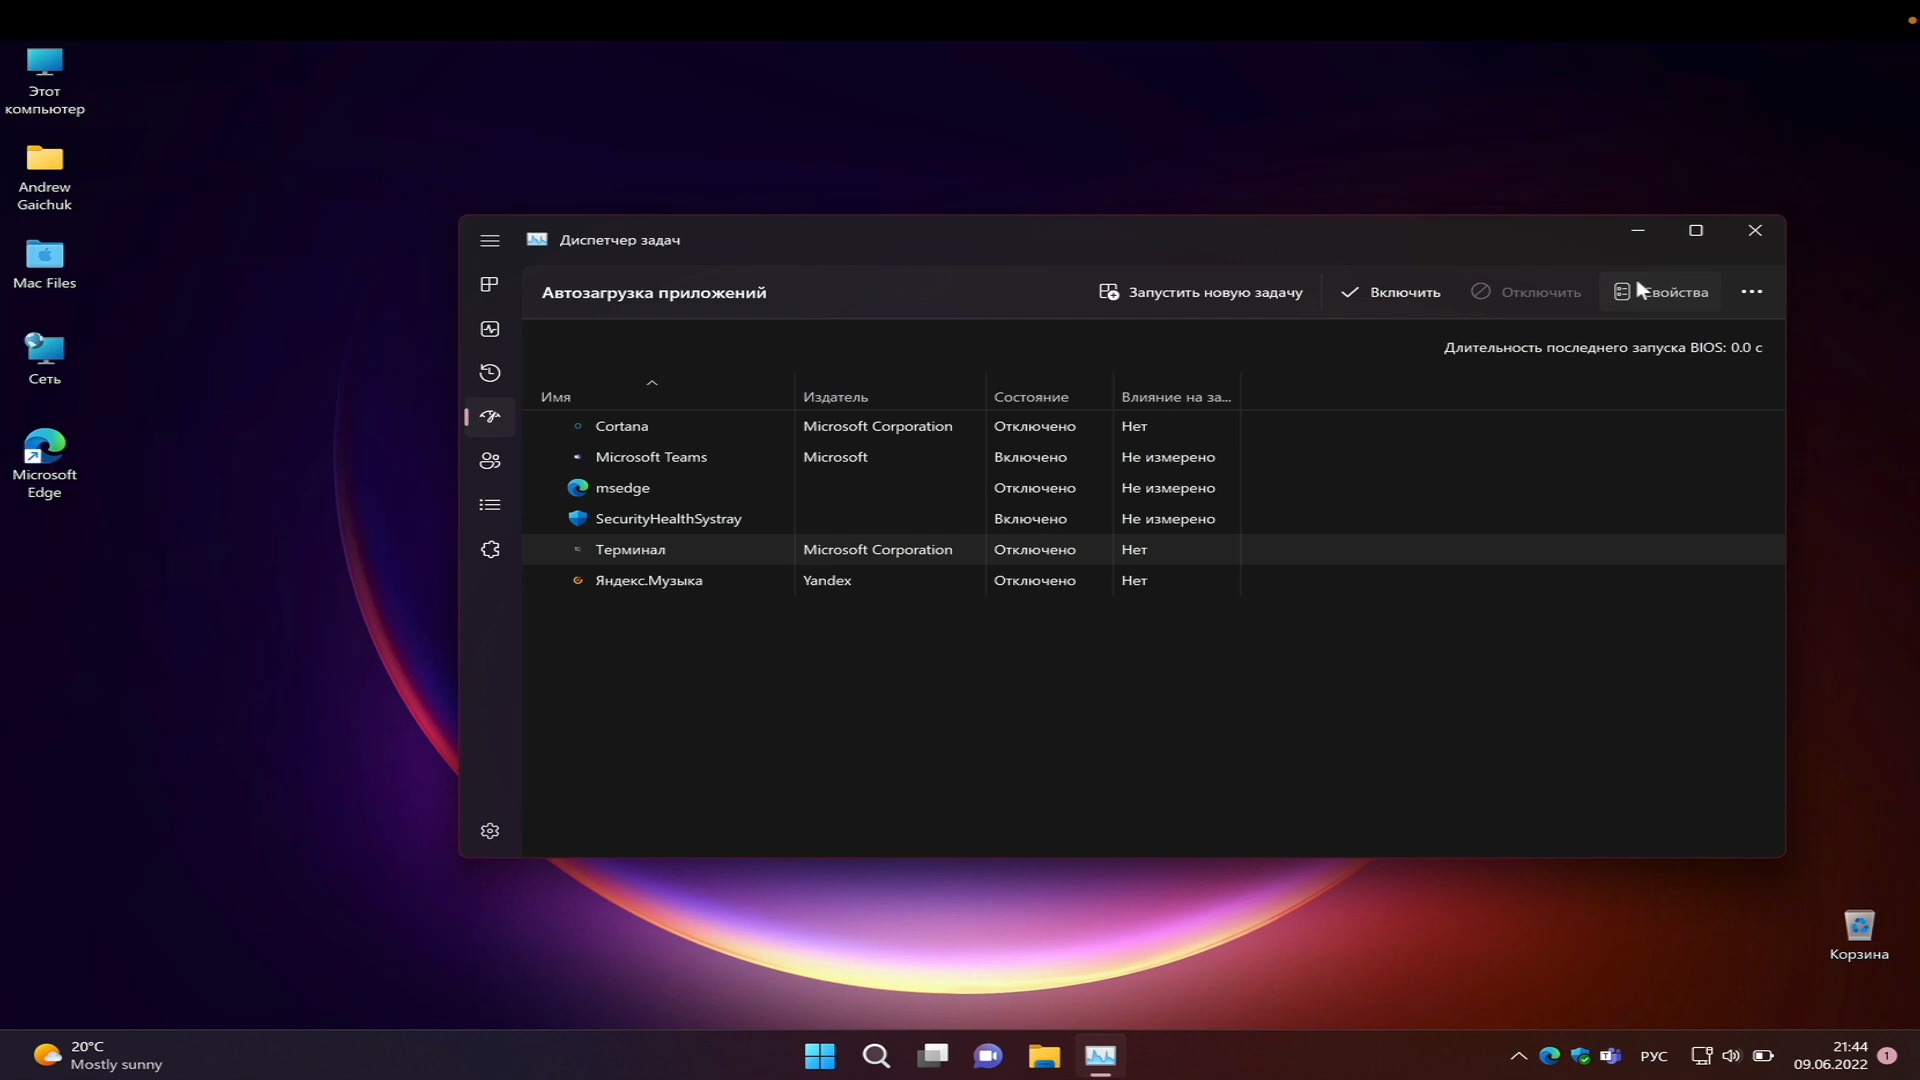 Этот
компьютер
Andrew
Gaichuk
Mac Files
Сеть
Microsoft
Edge
Диспетчер задач
Автозагрузка приложений
Запустить новую задачу
Включить
Отключить
Свойства
Длительность последнего запуска BIOS: 0.0 с
Имя Издатель Состояние Влияние на за...
Cortana Microsoft Corporation Отключено Нет
Microsoft Teams Microsoft Включено Не измерено
msedge Отключено Не измерено
SecurityHealthSystray Включено Не измерено
Терминал Microsoft Corporation Отключено Нет
Яндекс.Музыка Yandex Отключено Нет
Корзина
20°C
Mostly sunny
РУС
21:44
09.06.2022
1